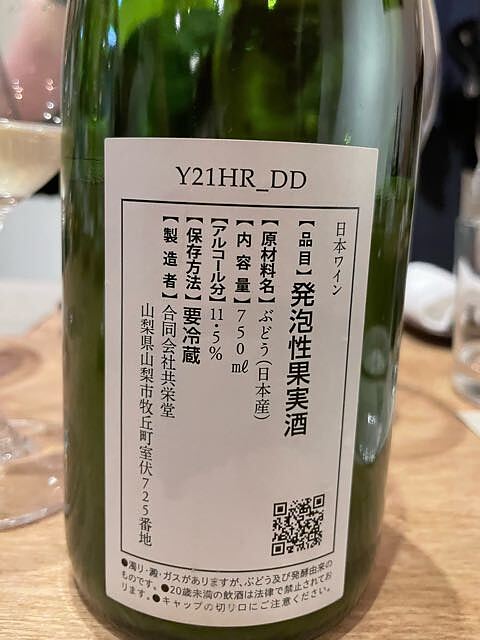 Y21HR_DD
日本ワイン
【品目】発泡性果実酒
【原材料名】ぶどう(日本産)
【内容量】750㎖
【アルコール分】11.5%
【保存方法】要冷蔵
【製造者】合同会社共栄堂
山梨県山梨市牧丘町室伏725番地
●濁り・澱・ガスがありますが、ぶどう及び発酵由来の
ものです。●20歳未満の飲酒は法律で禁止されてお
ります。●キャップの切り口にご注意ください。